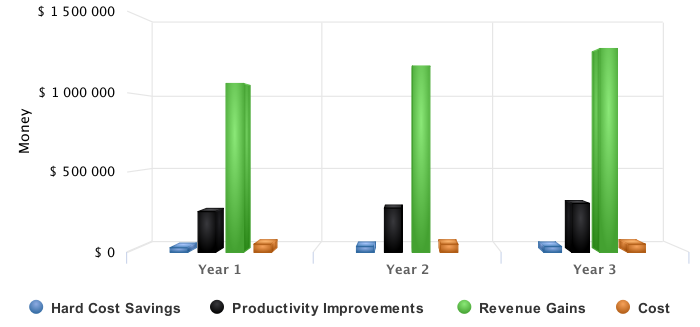 $ 1 500 000
$ 1 000 000
$ 500 000
$ 0
Money
Year 1
Year 2
Year 3
Hard Cost Savings
Productivity Improvements
Revenue Gains
Cost